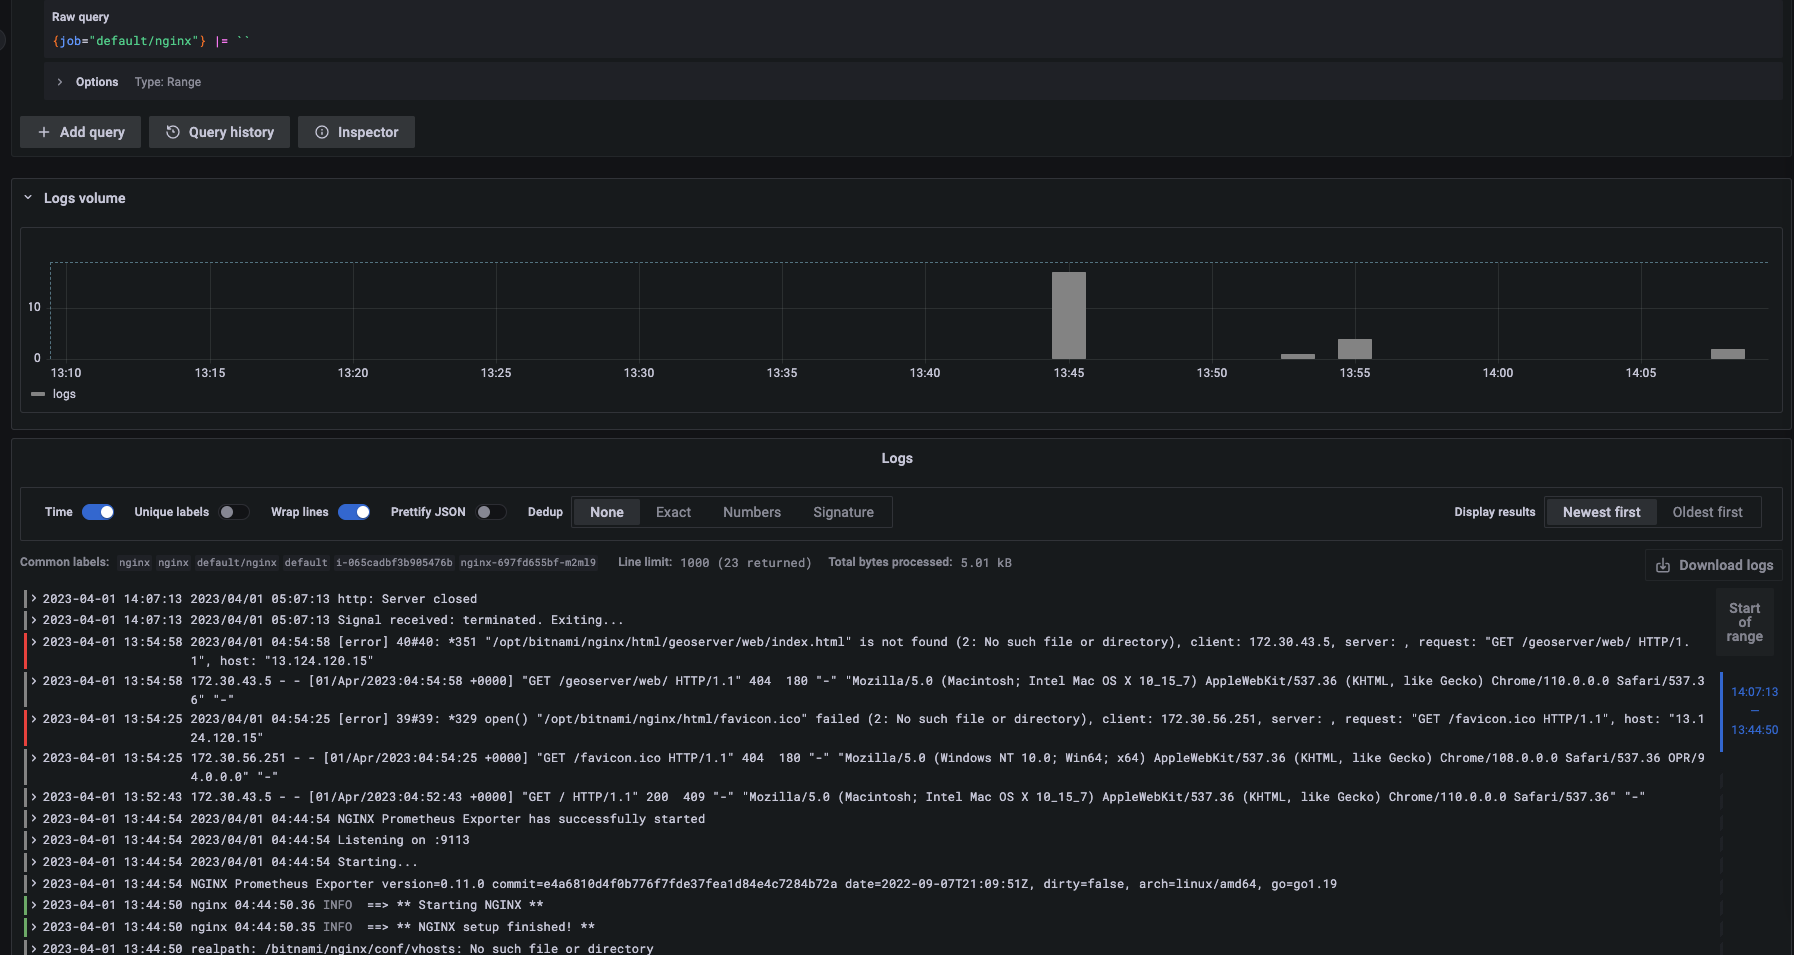 Raw query
{job="default/nginx"} |= ``
Options Type: Range
Add query Query history Inspector
Logs volume
10
0
13:10 13:15 13:20 13:25 13:30 13:35 13:40 13:45 13:50 13:55 14:00 14:05
logs
Logs
Time Unique labels Wrap lines Prettify JSON Dedup None Exact Numbers Signature Display results Newest first Oldest first
Common labels: nginx nginx default/nginx default i-065cadbf3b905476b nginx-697fd655bf-m2ml9 Line limit: 1000 (23 returned) Total bytes processed: 5.01 kB
Download logs
2023-04-01 14:07:13 2023/04/01 05:07:13 http: Server closed
2023-04-01 14:07:13 2023/04/01 05:07:13 Signal received: terminated. Exiting...
2023-04-01 13:54:58 2023/04/01 04:54:58 [error] 40#40: *351 "/opt/bitnami/nginx/html/geoserver/web/index.html" is not found (2: No such file or directory), client: 172.30.43.5, server: , request: "GET /geoserver/web/ HTTP/1.
1", host: "13.124.120.15"
2023-04-01 13:54:58 172.30.43.5 - - [01/Apr/2023:04:54:58 +0000] "GET /geoserver/web/ HTTP/1.1" 404  180 "-" "Mozilla/5.0 (Macintosh; Intel Mac OS X 10_15_7) AppleWebKit/537.36 (KHTML, like Gecko) Chrome/110.0.0.0 Safari/537.3
6" "-"
2023-04-01 13:54:25 2023/04/01 04:54:25 [error] 39#39: *329 open() "/opt/bitnami/nginx/html/favicon.ico" failed (2: No such file or directory), client: 172.30.56.251, server: , request: "GET /favicon.ico HTTP/1.1", host: "13.1
24.120.15"
2023-04-01 13:54:25 172.30.56.251 - - [01/Apr/2023:04:54:25 +0000] "GET /favicon.ico HTTP/1.1" 404  180 "-" "Mozilla/5.0 (Windows NT 10.0; Win64; x64) AppleWebKit/537.36 (KHTML, like Gecko) Chrome/108.0.0.0 Safari/537.36 OPR/9
4.0.0.0" "-"
2023-04-01 13:52:43 172.30.43.5 - - [01/Apr/2023:04:52:43 +0000] "GET / HTTP/1.1" 200  409 "-" "Mozilla/5.0 (Macintosh; Intel Mac OS X 10_15_7) AppleWebKit/537.36 (KHTML, like Gecko) Chrome/110.0.0.0 Safari/537.36" "-"
2023-04-01 13:44:54 2023/04/01 04:44:54 NGINX Prometheus Exporter has successfully started
2023-04-01 13:44:54 2023/04/01 04:44:54 Listening on :9113
2023-04-01 13:44:54 2023/04/01 04:44:54 Starting...
2023-04-01 13:44:54 NGINX Prometheus Exporter version=0.11.0 commit=e4a6810d4f0b776f7fde37fea1d84e4c7284b72a date=2022-09-07T21:09:51Z, dirty=false, arch=linux/amd64, go=go1.19
2023-04-01 13:44:50 nginx 04:44:50.36 INFO  ==> ** Starting NGINX **
2023-04-01 13:44:50 nginx 04:44:50.35 INFO  ==> ** NGINX setup finished! **
2023-04-01 13:44:50 realpath: /bitnami/nginx/conf/vhosts: No such file or directory
Start
of
range
14:07:13
—
13:44:50